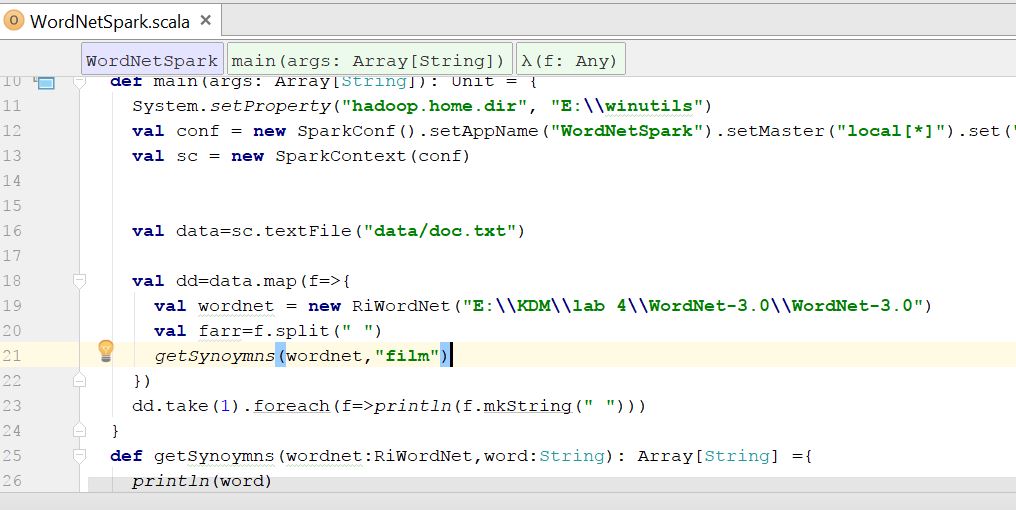 WordNetSpark.scala
WordNetSpark main(args: Array[String]) λ(f: Any)
10 def main(args: Array[String]): Unit = {
11 System.setProperty("hadoop.home.dir", "E:\\winutils")
12 val conf = new SparkConf().setAppName("WordNetSpark").setMaster("local[*]").set("
13 val sc = new SparkContext(conf)
14
15
16 val data=sc.textFile("data/doc.txt")
17
18 val dd=data.map(f=>{
19 val wordnet = new RiWordNet("E:\\KDM\\lab 4\\WordNet-3.0\\WordNet-3.0")
20 val farr=f.split(" ")
21 getSynoymns(wordnet,"film")
22 })
23 dd.take(1).foreach(f=>println(f.mkString(" ")))
24 }
25 def getSynoymns(wordnet:RiWordNet,word:String): Array[String] ={
26 println(word)